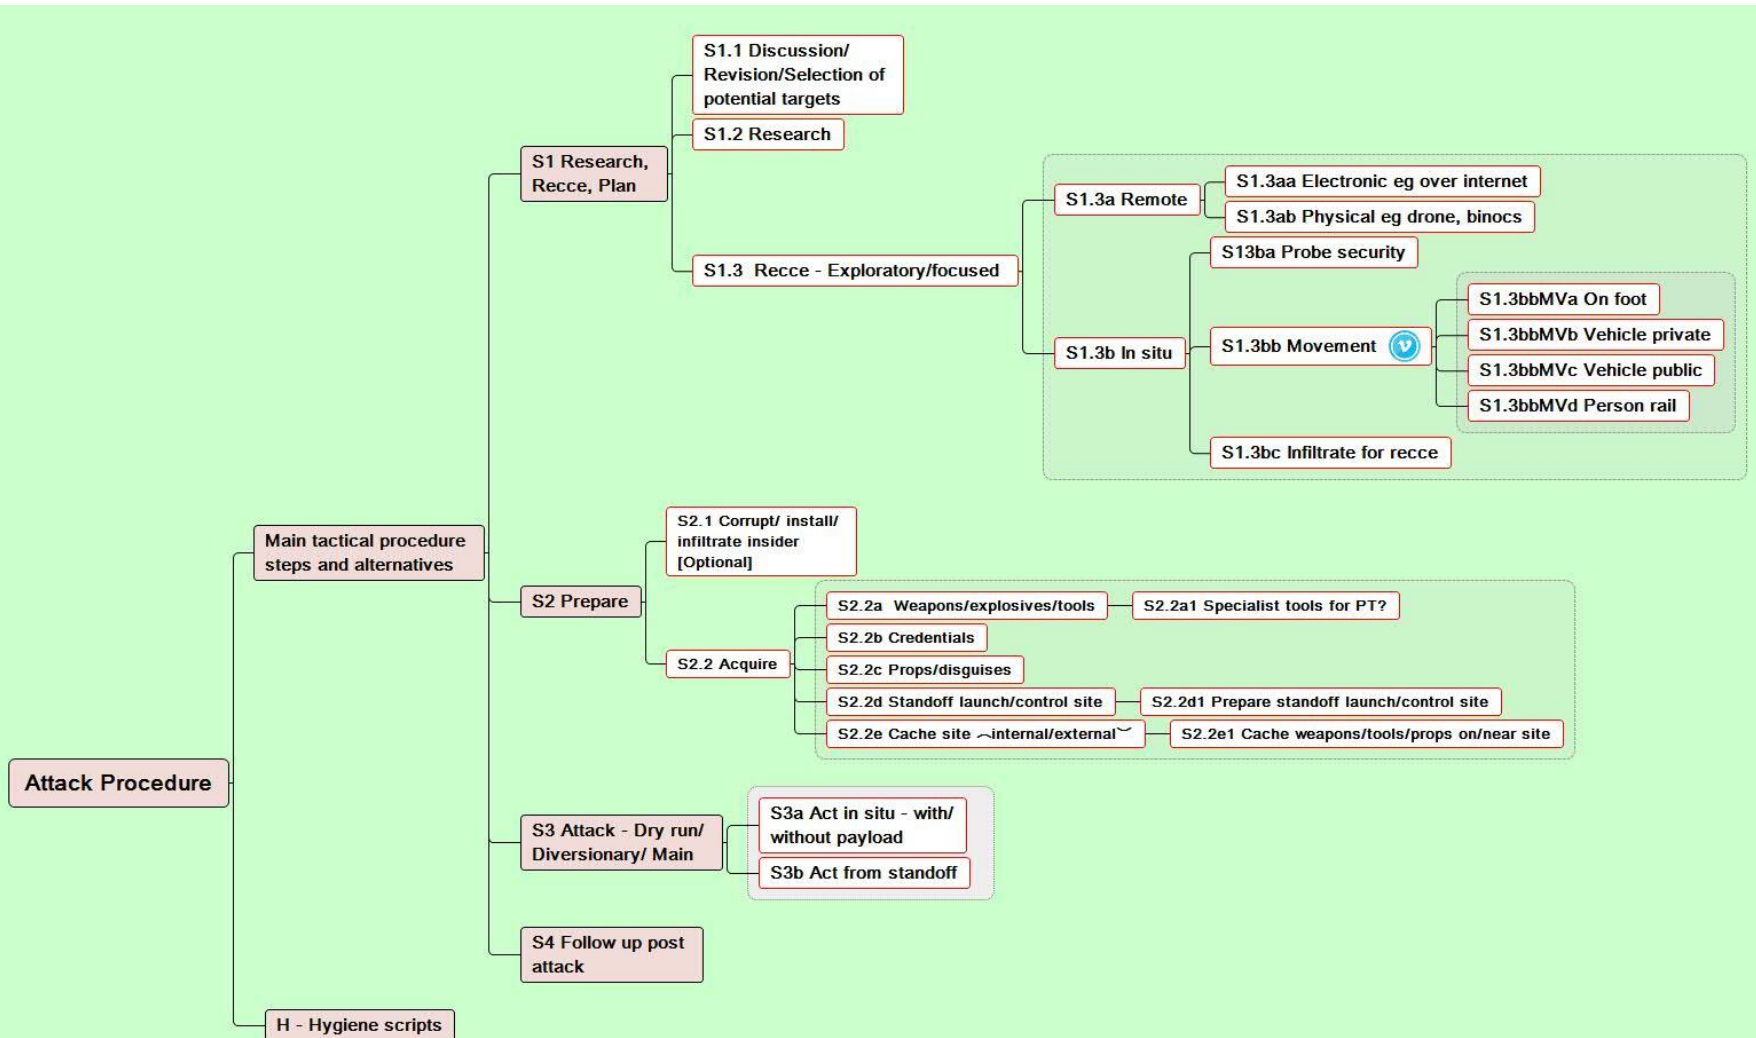 S1.1 Discussion/
Revision/Selection of
potential targets
S1.2 Research
S1 Research,
Recce, Plan
S1.3 Recce - Exploratory/focused
S1.3a Remote
S1.3aa Electronic eg over internet
S1.3ab Physical eg drone, binocs
S13ba Probe security
S1.3b In situ
S1.3bb Movement
S1.3bbMVa On foot
S1.3bbMVb Vehicle private
S1.3bbMVc Vehicle public
S1.3bbMVd Person rail
S1.3bc Infiltrate for recce
Main tactical procedure
steps and alternatives
S2.1 Corrupt/ install/
infiltrate insider
[Optional]
S2 Prepare
S2.2 Acquire
S2.2a Weapons/explosives/tools
S2.2a1 Specialist tools for PT?
S2.2b Credentials
S2.2c Props/disguises
S2.2d Standoff launch/control site
S2.2d1 Prepare standoff launch/control site
S2.2e Cache site ⌢internal/external⌣
S2.2e1 Cache weapons/tools/props on/near site
Attack Procedure
S3 Attack - Dry run/
Diversionary/ Main
S3a Act in situ - with/
without payload
S3b Act from standoff
S4 Follow up post
attack
H - Hygiene scripts